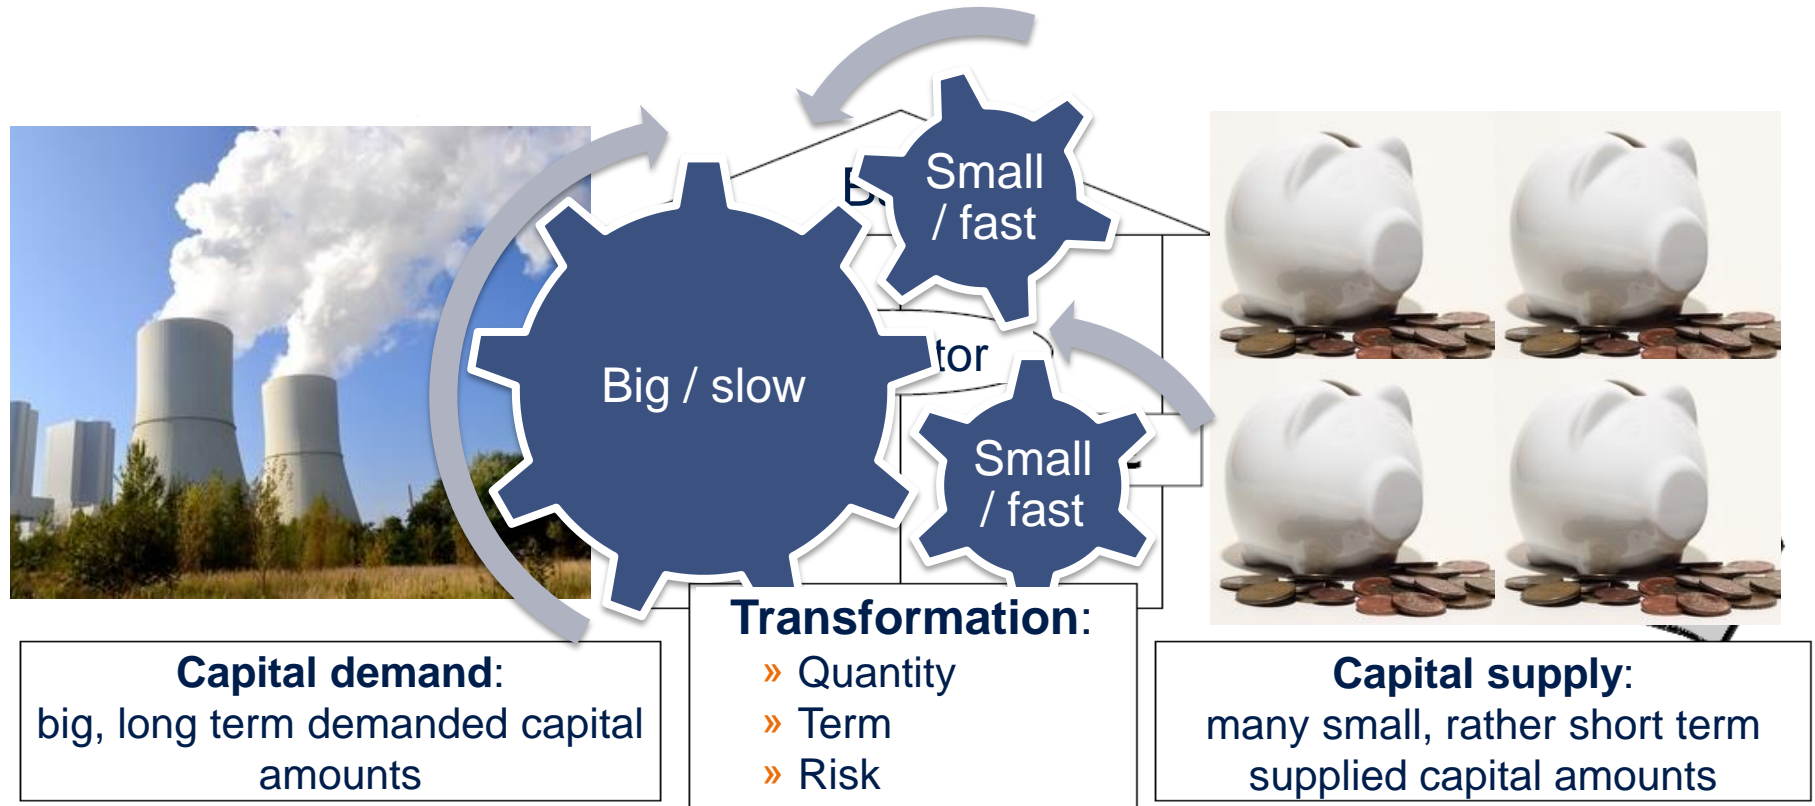 Small
/ fast
Big / slow
tor
Small
/ fast
Transformation:
» Quantity
» Term
» Risk
Capital demand:
big, long term demanded capital
amounts
Capital supply:
many small, rather short term
supplied capital amounts